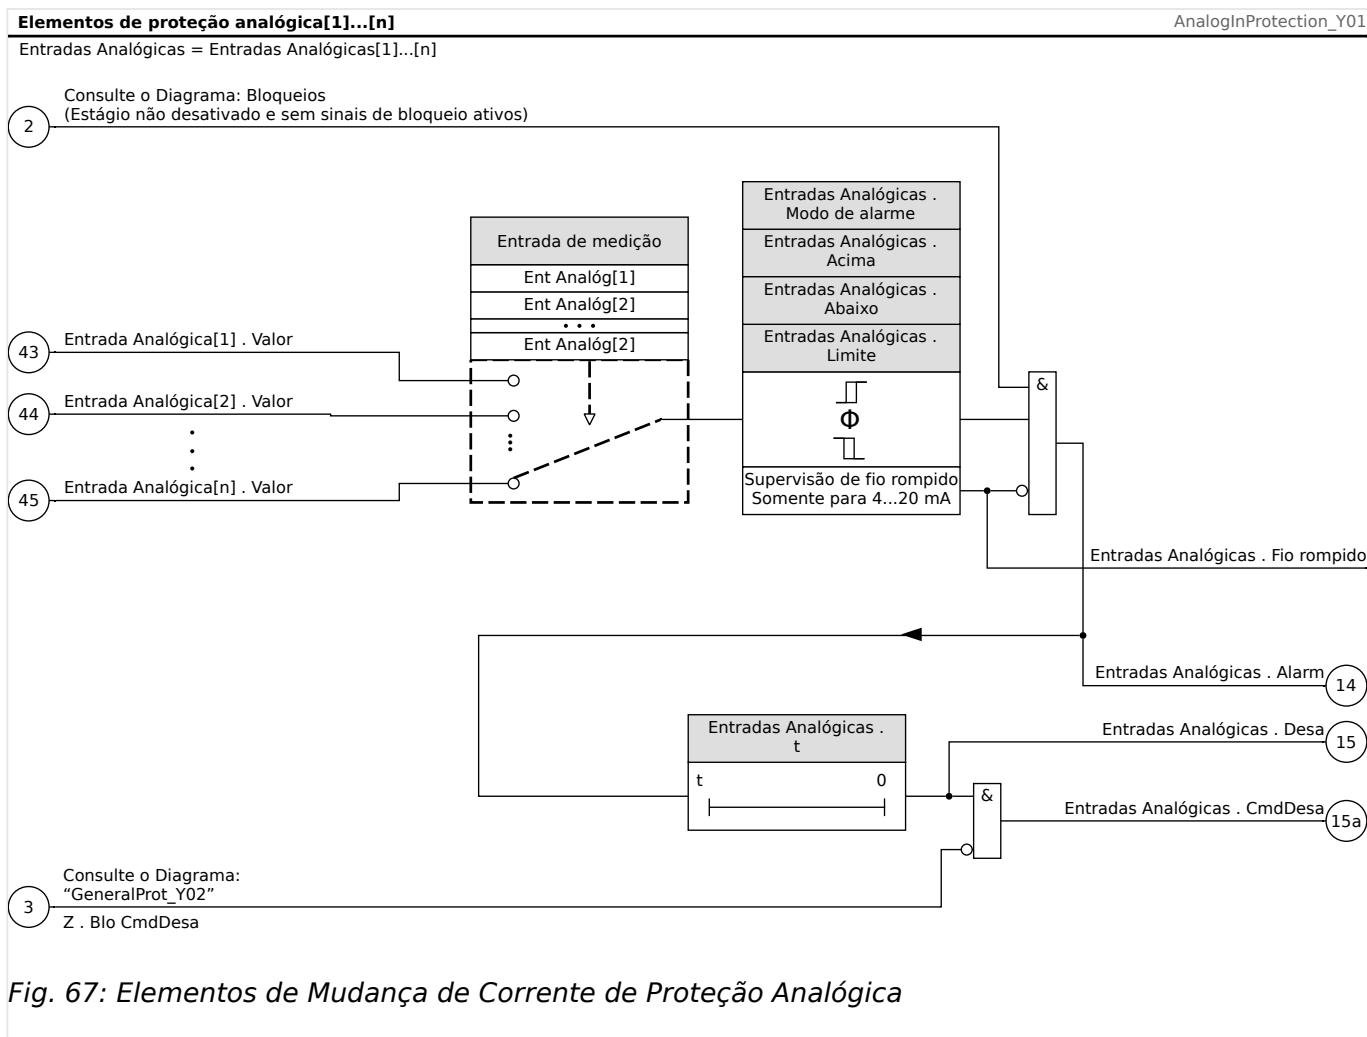 Elementos de proteção analógica[1]...[n]
AnalogInProtection_Y01
Entradas Analógicas = Entradas Analógicas[1]...[n]
Consulte o Diagrama: Bloqueios
(Estágio não desativado e sem sinais de bloqueio ativos)
2
Entrada de medição
Ent Analóg[1]
Ent Analóg[2]
• • •
Ent Analóg[2]
Entradas Analógicas .
Modo de alarme
Entradas Analógicas .
Acima
Entradas Analógicas .
Abaixo
Entradas Analógicas .
Limite
Φ
Supervisão de fio rompido
Somente para 4...20 mA
&
43
Entrada Analógica[1] . Valor
44
Entrada Analógica[2] . Valor
45
Entrada Analógica[n] . Valor
Entradas Analógicas . Fio rompido
Entradas Analógicas . Alarm
14
Entradas Analógicas .
t
t 0
Entradas Analógicas . Desa
15
&
Entradas Analógicas . CmdDesa
15a
Consulte o Diagrama:
“GeneralProt_Y02”
3
Z . Blo CmdDesa
Fig. 67: Elementos de Mudança de Corrente de Proteção Analógica